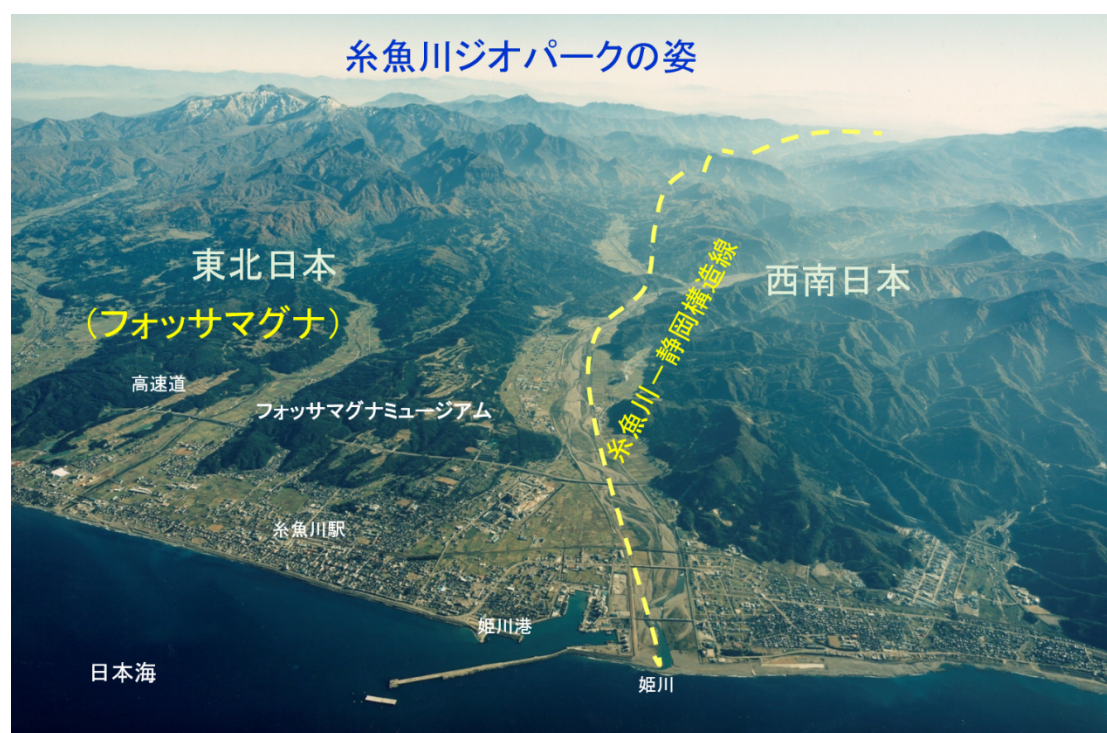 糸魚川ジオパークの姿
東北日本
(フォッサマグナ)
西南日本
糸魚川－静岡構造線
高速道
フォッサマグナミュージアム
糸魚川駅
姫川港
日本海
姫川